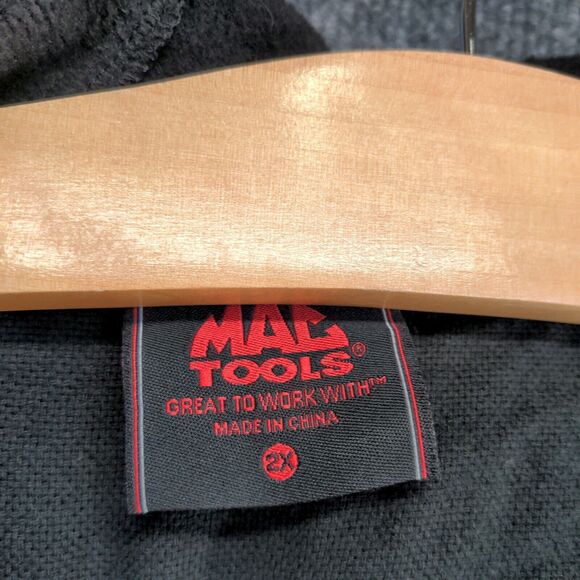 MAC
TOOLS®
GREAT TO WORK WITH™
MADE IN CHINA
2X